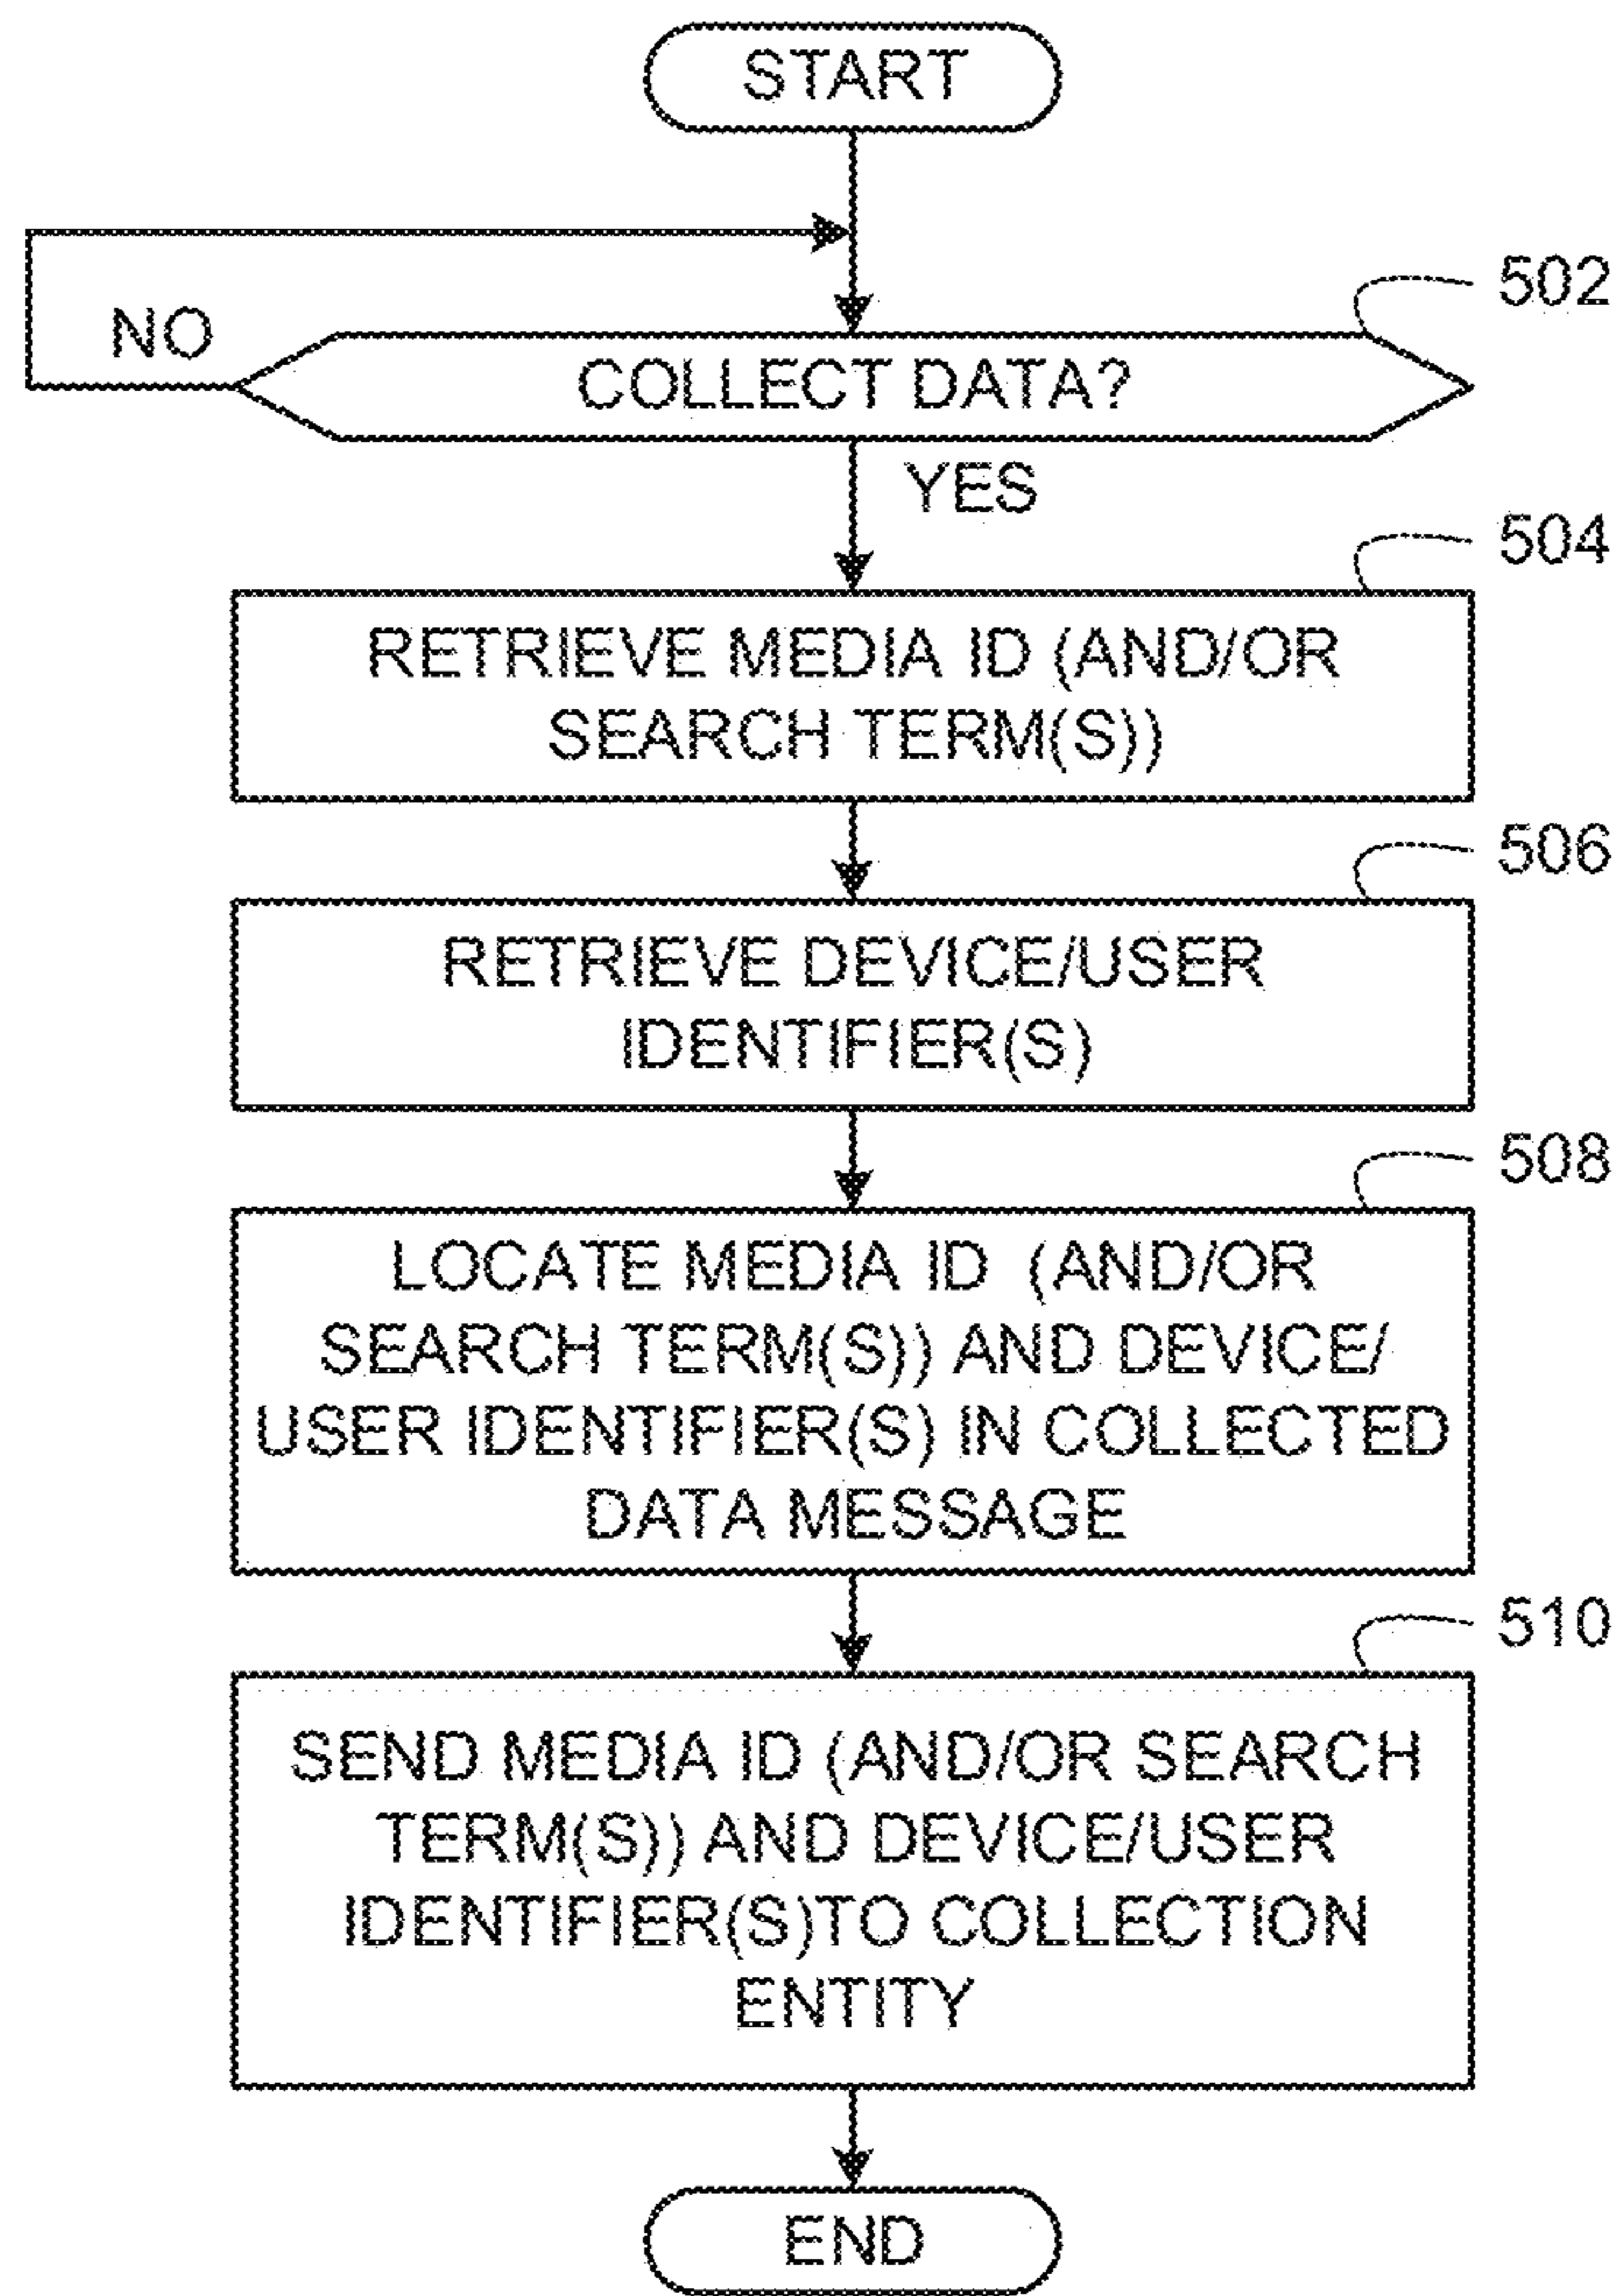 START
502
NO
COLLECT DATA?
YES
504
RETRIEVE MEDIA ID (AND/OR
SEARCH TERM(S))
506
RETRIEVE DEVICE/USER
IDENTIFIER(S)
508
LOCATE MEDIA ID (AND/OR
SEARCH TERM(S)) AND DEVICE/
USER IDENTIFIER(S) IN COLLECTED
DATA MESSAGE
510
SEND MEDIA ID (AND/OR SEARCH
TERM(S)) AND DEVICE/USER
IDENTIFIER(S)TO COLLECTION
ENTITY
END